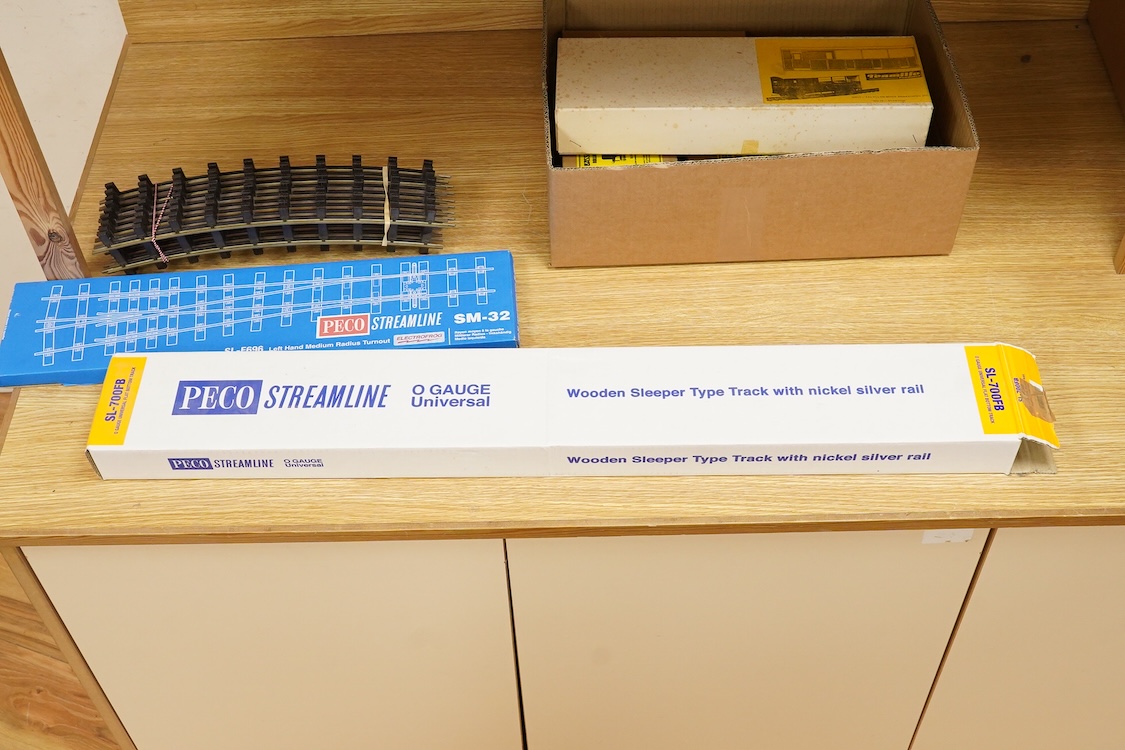 Tramlite
PECO STREAMLINE
SM-32
SL-E696 Left Hand Medium Radius Turnout
ELECTROFROG
SL-700FB
PECO STREAMLINE
O GAUGE
Universal
Wooden Sleeper Type Track with nickel silver rail
SL-700FB
PECO STREAMLINE
O GAUGE
Universal
Wooden Sleeper Type Track with nickel silver rail